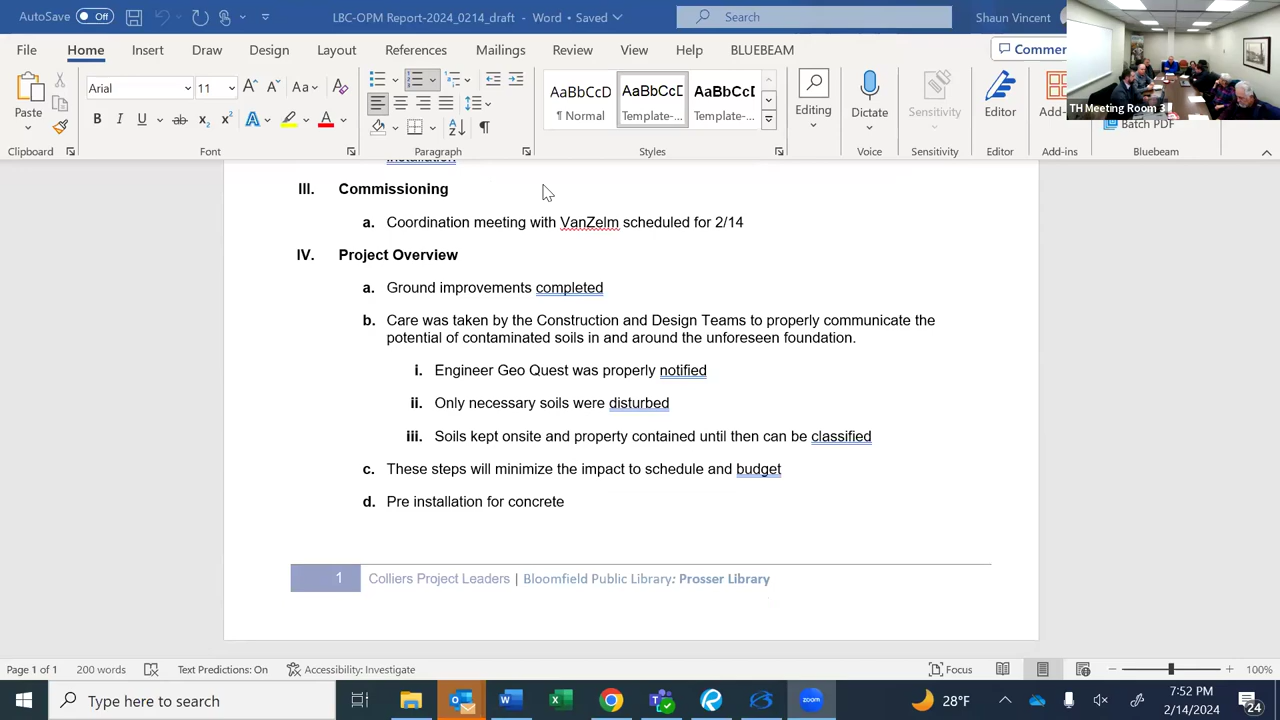 AutoSave Off LBC-OPM Report-2024_0214_draft - Word • Saved Search Shaun Vincent
File Home Insert Draw Design Layout References Mailings Review View Help BLUEBEAM Commen
TH Meeting Room 3
Paste Arial 11 Aa AaBbCcD AaBbCcD AaBbCcD Editing Dictate Sensitivity Editor Add-ins Batch PDF
¶ Normal Template-... Template-...
Clipboard Font Paragraph Styles Voice Sensitivity Editor Add-ins Bluebeam
installation
III. Commissioning
a. Coordination meeting with VanZelm scheduled for 2/14
IV. Project Overview
a. Ground improvements completed
b. Care was taken by the Construction and Design Teams to properly communicate the
potential of contaminated soils in and around the unforeseen foundation.
i. Engineer Geo Quest was properly notified
ii. Only necessary soils were disturbed
iii. Soils kept onsite and property contained until then can be classified
c. These steps will minimize the impact to schedule and budget
d. Pre installation for concrete
1 Colliers Project Leaders | Bloomfield Public Library: Prosser Library
Page 1 of 1 200 words Text Predictions: On Accessibility: Investigate Focus 100%
Type here to search 28°F 7:52 PM
2/14/2024 24